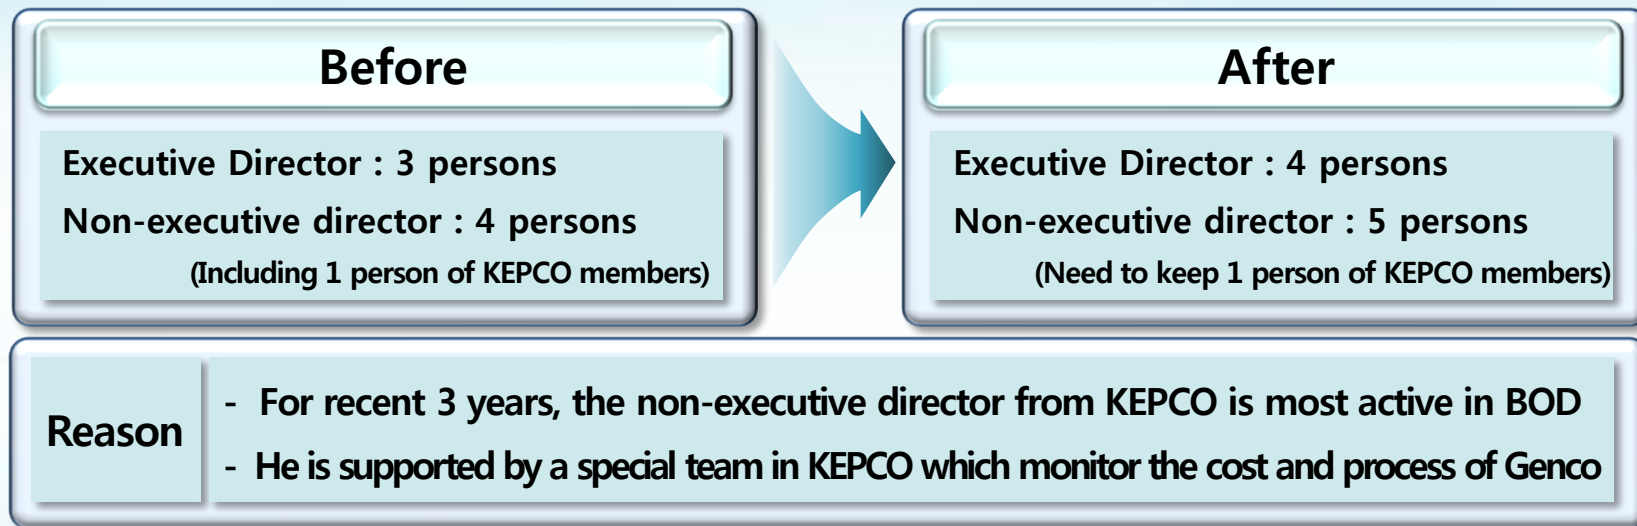 Before
Executive Director : 3 persons
Non-executive director : 4 persons
(Including 1 person of KEPCO members)
After
Executive Director : 4 persons
Non-executive director : 5 persons
(Need to keep 1 person of KEPCO members)
Reason
- For recent 3 years, the non-executive director from KEPCO is most active in BOD
- He is supported by a special team in KEPCO which monitor the cost and process of Genco